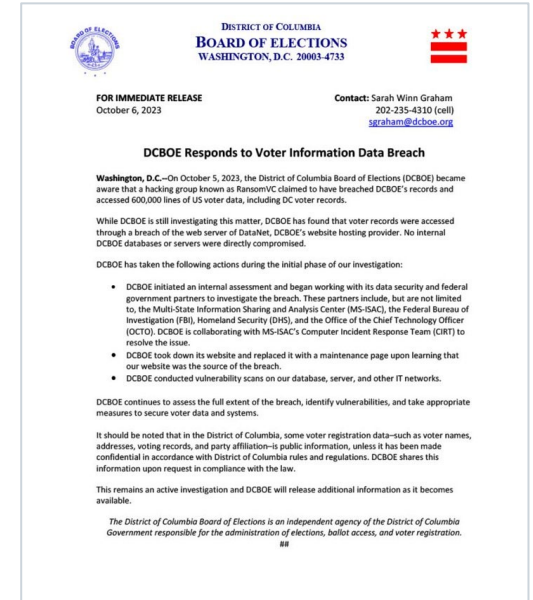 BOARD OF ELECTIONS
DISTRICT OF COLUMBIA
BOARD OF ELECTIONS
WASHINGTON, D.C. 20003-4733
FOR IMMEDIATE RELEASE
October 6, 2023
Contact: Sarah Winn Graham
202-235-4310 (cell)
sgraham@dcboe.org
DCBOE Responds to Voter Information Data Breach
Washington, D.C.--On October 5, 2023, the District of Columbia Board of Elections (DCBOE) became
aware that a hacking group known as RansomVC claimed to have breached DCBOE's records and
accessed 600,000 lines of US voter data, including DC voter records.
While DCBOE is still investigating this matter, DCBOE has found that voter records were accessed
through a breach of the web server of DataNet, DCBOE's website hosting provider. No internal
DCBOE databases or servers were directly compromised.
DCBOE has taken the following actions during the initial phase of our investigation:
• DCBOE initiated an internal assessment and began working with its data security and federal
government partners to investigate the breach. These partners include, but are not limited
to, the Multi-State Information Sharing and Analysis Center (MS-ISAC), the Federal Bureau of
Investigation (FBI), Homeland Security (DHS), and the Office of the Chief Technology Officer
(OCTO). DCBOE is collaborating with MS-ISAC's Computer Incident Response Team (CIRT) to
resolve the issue.
• DCBOE took down its website and replaced it with a maintenance page upon learning that
our website was the source of the breach.
• DCBOE conducted vulnerability scans on our database, server, and other IT networks.
DCBOE continues to assess the full extent of the breach, identify vulnerabilities, and take appropriate
measures to secure voter data and systems.
It should be noted that in the District of Columbia, some voter registration data–such as voter names,
addresses, voting records, and party affiliation–is public information, unless it has been made
confidential in accordance with District of Columbia rules and regulations. DCBOE shares this
information upon request in compliance with the law.
This remains an active investigation and DCBOE will release additional information as it becomes
available.
The District of Columbia Board of Elections is an independent agency of the District of Columbia
Government responsible for the administration of elections, ballot access, and voter registration.
##